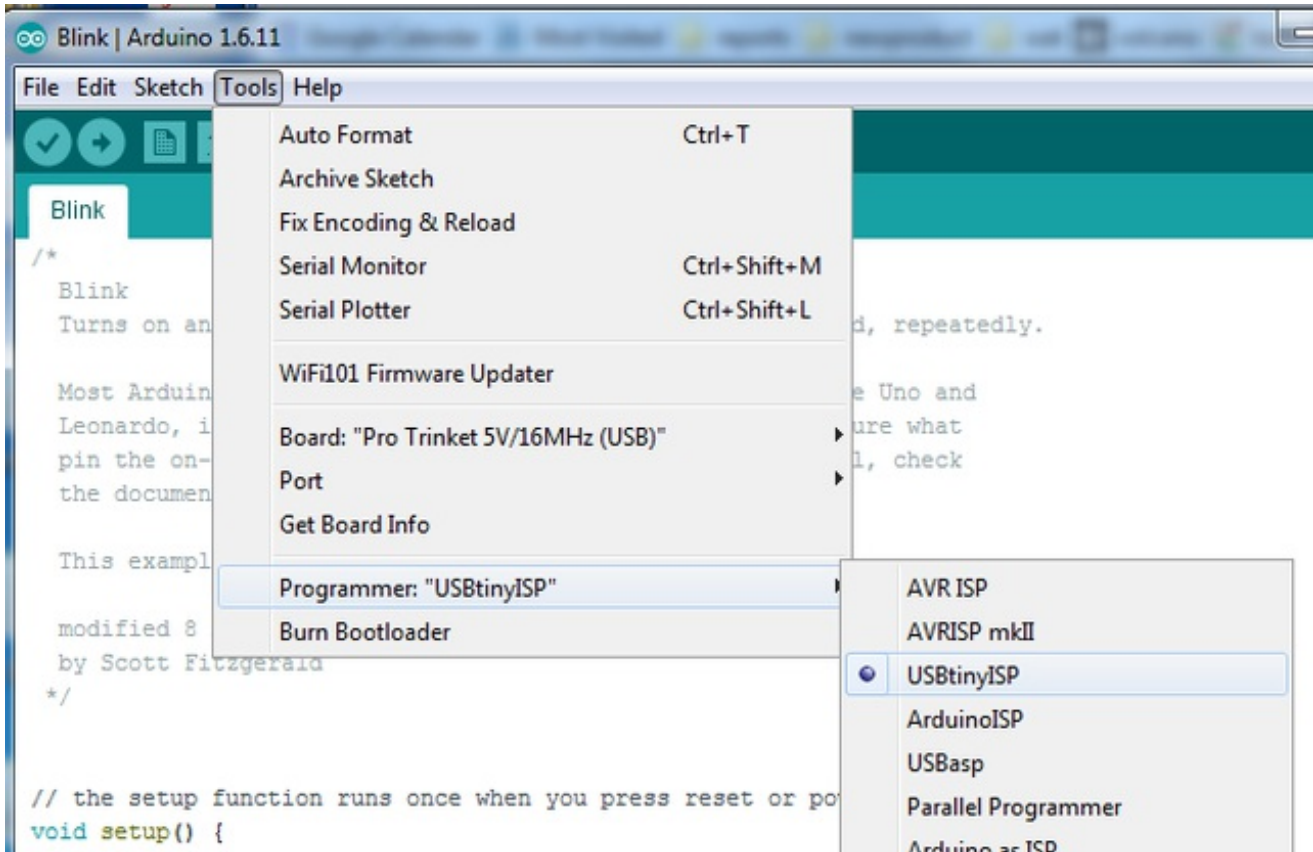 Blink | Arduino 1.6.11
File Edit Sketch Tools Help
Auto Format Ctrl+T
Archive Sketch
Fix Encoding & Reload
Serial Monitor Ctrl+Shift+M
Serial Plotter Ctrl+Shift+L
WiFi101 Firmware Updater
Board: "Pro Trinket 5V/16MHz (USB)"
Port
Get Board Info
Programmer: "USBtinyISP"
Burn Bootloader
AVR ISP
AVRISP mkII
USBtinyISP
ArduinoISP
USBasp
Parallel Programmer
Arduino as ISP
Blink
/*
Blink
Turns on an d, repeatedly.
Most Arduin e Uno and
Leonardo, i ure what
pin the on- l, check
the documen
This exampl
modified 8
by Scott Fitzgerald
*/
// the setup function runs once when you press reset or po
void setup() {